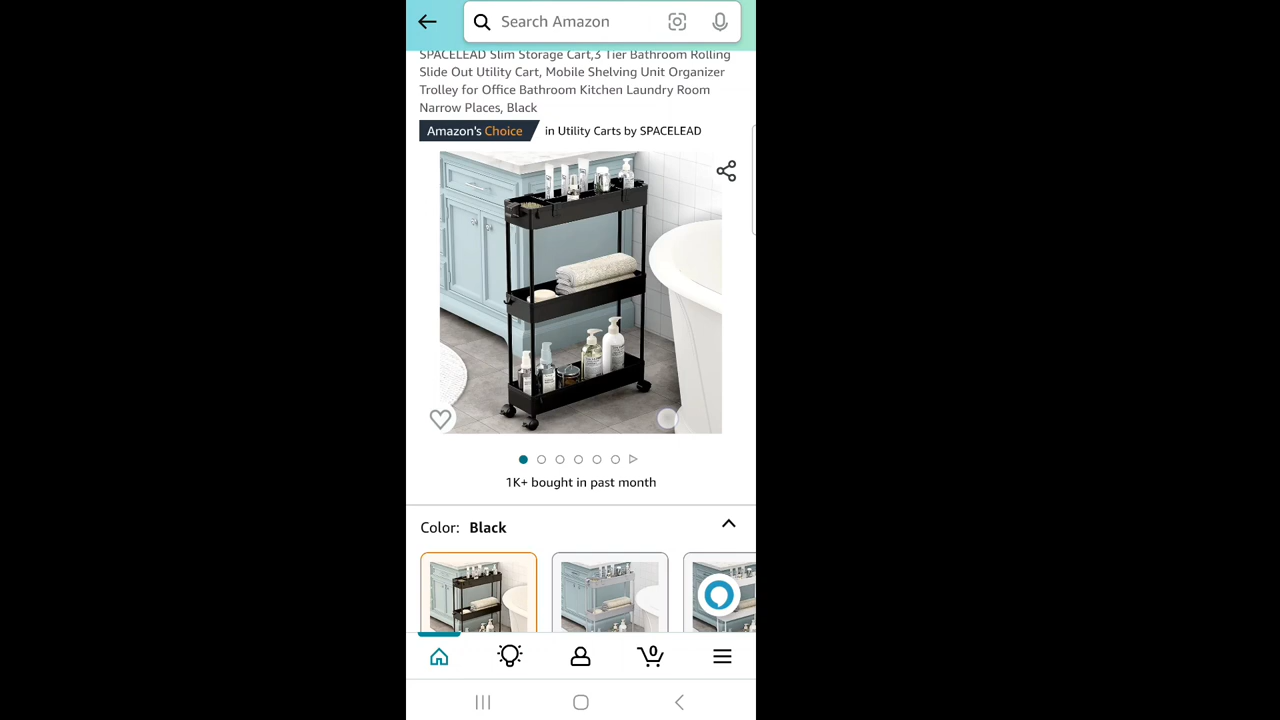 Search Amazon
SPACELEAD Slim Storage Cart,3 Tier Bathroom Rolling
Slide Out Utility Cart, Mobile Shelving Unit Organizer
Trolley for Office Bathroom Kitchen Laundry Room
Narrow Places, Black
Amazon's Choice in Utility Carts by SPACELEAD
1K+ bought in past month
Color: Black
0